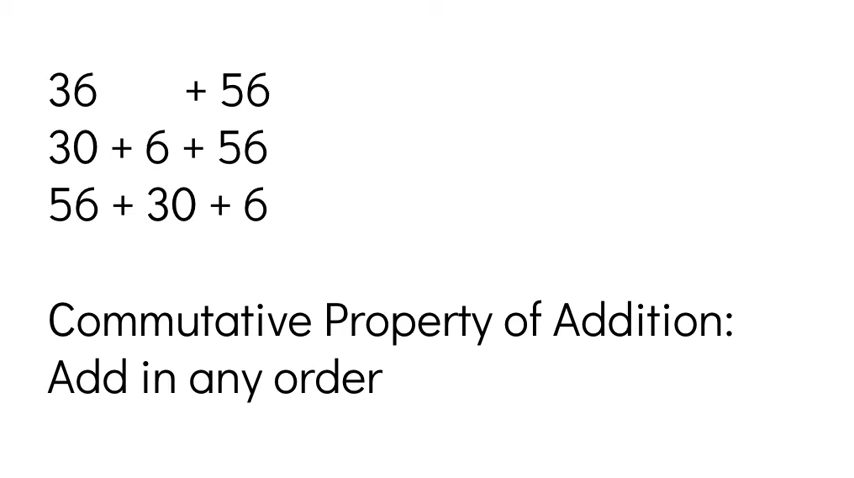 36 + 56
30 + 6 + 56
56 + 30 + 6
Commutative Property of Addition:
Add in any order